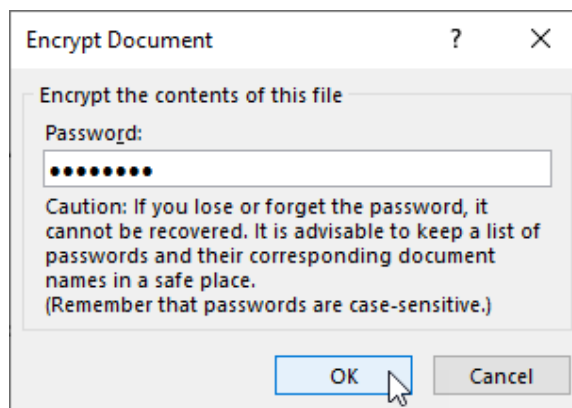 Encrypt Document
?
Encrypt the contents of this file
Password:
••••••••
Caution: If you lose or forget the password, it
cannot be recovered. It is advisable to keep a list of
passwords and their corresponding document
names in a safe place.
(Remember that passwords are case-sensitive.)
OK
Cancel